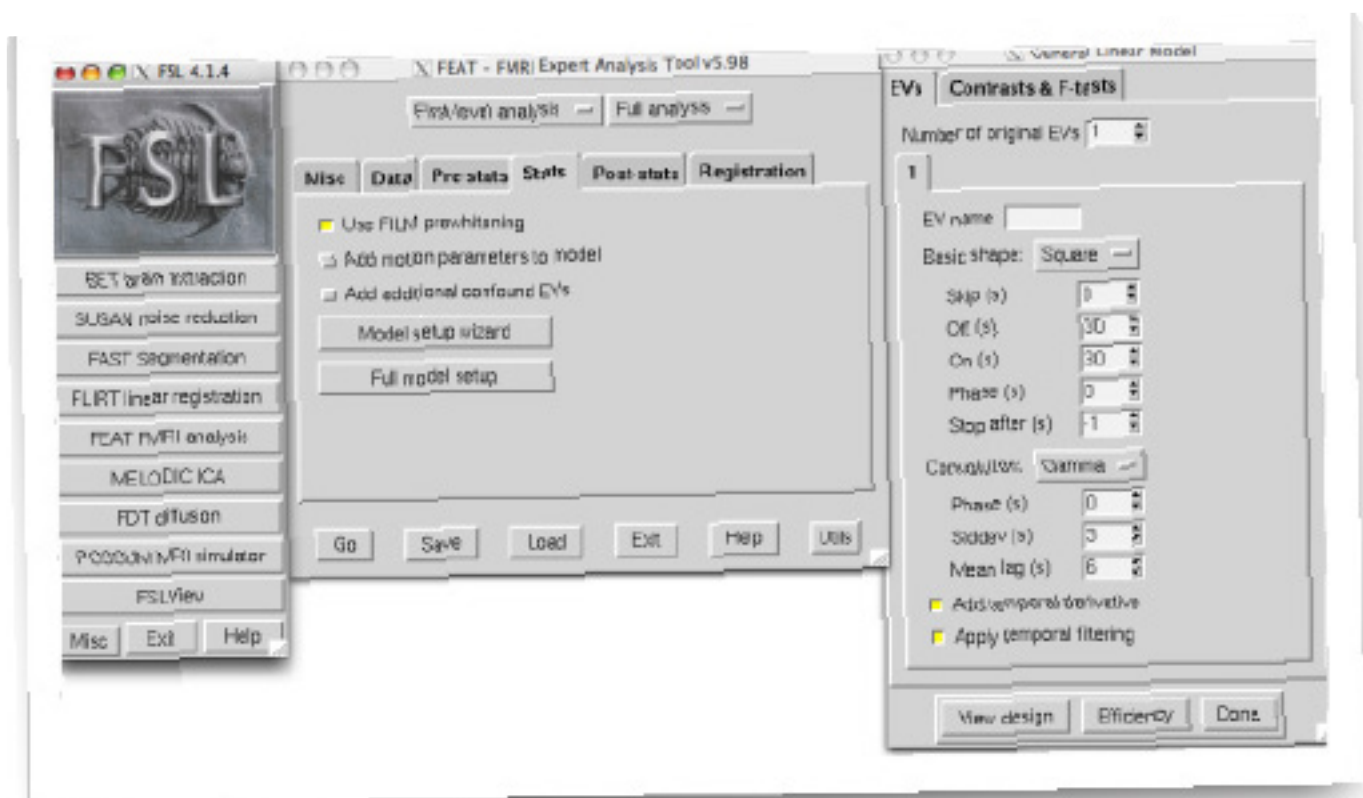 FSL 4.1.4
FSL
BET brain extraction
SUSAN noise reduction
FAST Segmentation
FLIRT linear registration
FEAT FMRI analysis
MELODIC ICA
FDT diffusion
POSSUM MRI simulator
FSLView
Misc Exit Help
FEAT - FMRI Expert Analysis Tool v5.98
First-level analysis Full analysis
Misc Data Pre-stats Stats Post-stats Registration
Use FILM prewhitening
Add motion parameters to model
Add additional confound EVs
Model setup wizard
Full model setup
Go Save Load Exit Help Utils
General Linear Model
EVs Contrasts & F-tests
Number of original EVs 1
1
EV name
Basic shape: Square
Skip (s) 0
Off (s) 30
On (s) 30
Phase (s) 0
Stop after (s) -1
Convolution: Gamma
Phase (s) 0
Stddev (s) 3
Mean lag (s) 6
Add temporal derivative
Apply temporal filtering
View design Efficiency Done